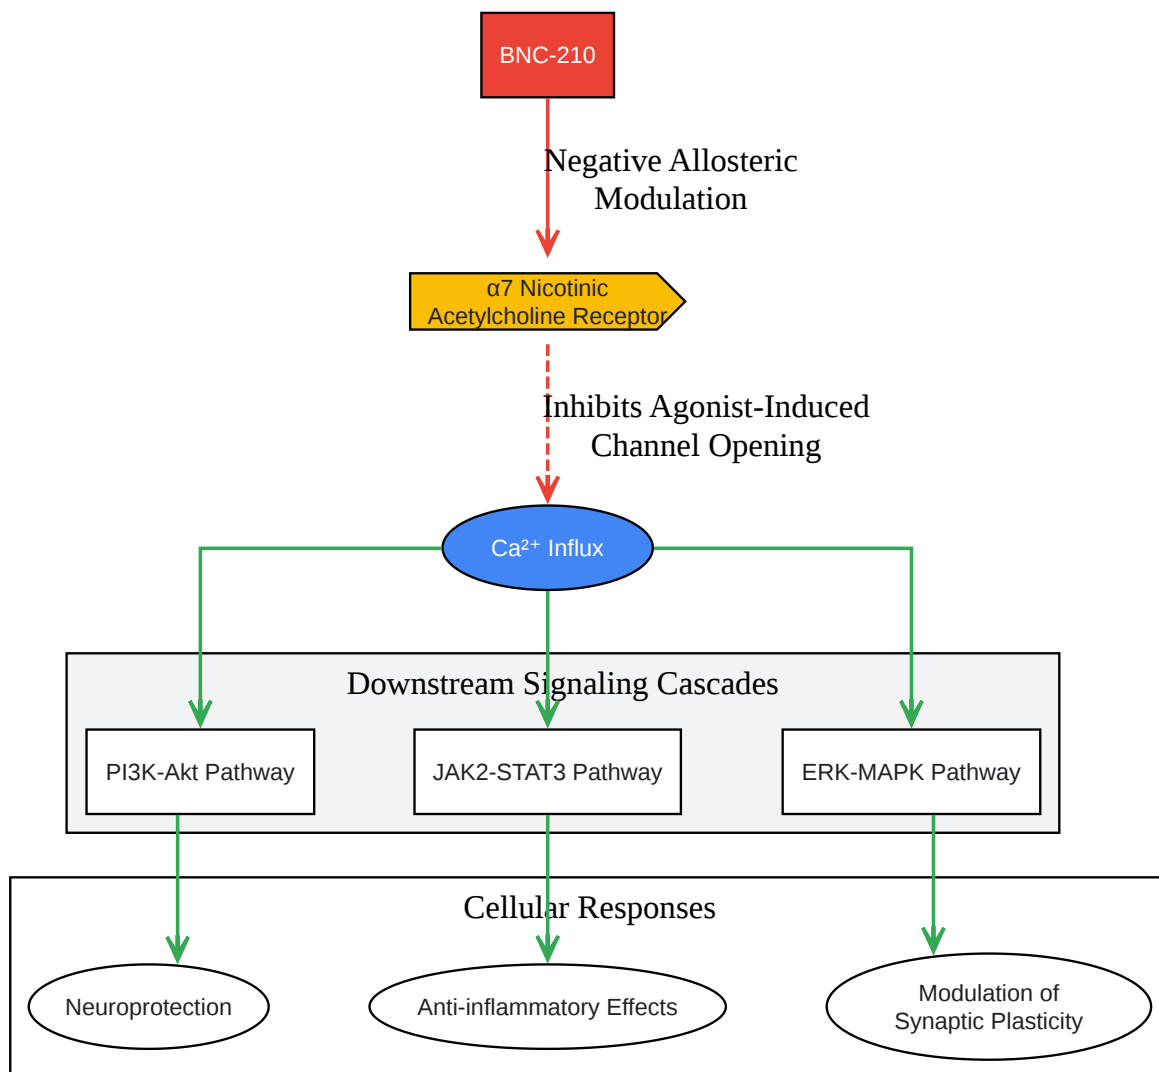 BNC-210
Negative Allosteric
Modulation
α7 Nicotinic
Acetylcholine Receptor
Inhibits Agonist-Induced
Channel Opening
Ca²⁺ Influx
Downstream Signaling Cascades
PI3K-Akt Pathway
JAK2-STAT3 Pathway
ERK-MAPK Pathway
Cellular Responses
Neuroprotection
Anti-inflammatory Effects
Modulation of
Synaptic Plasticity